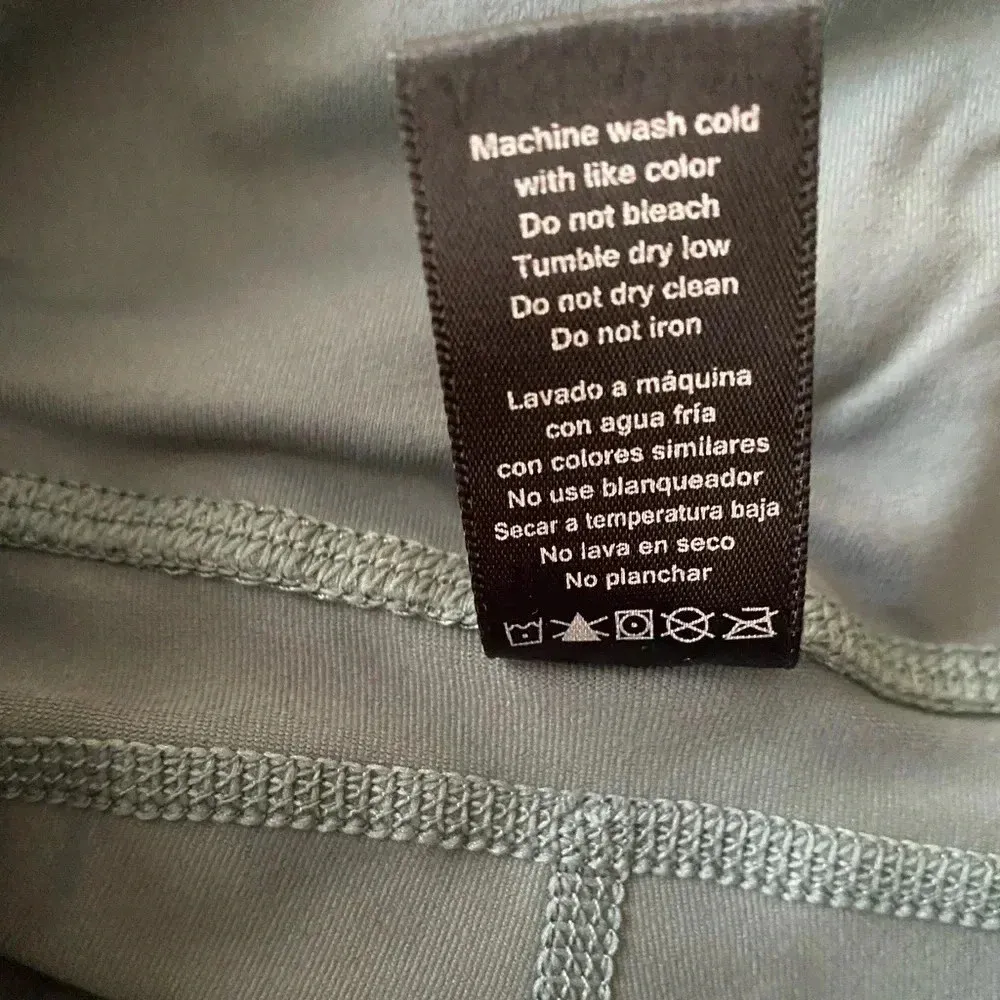 Machine wash cold
with like color
Do not bleach
Tumble dry low
Do not dry clean
Do not iron
Lavado a máquina
con agua fría
con colores similares
No use blanqueador
Secar a temperatura baja
No lava en seco
No planchar